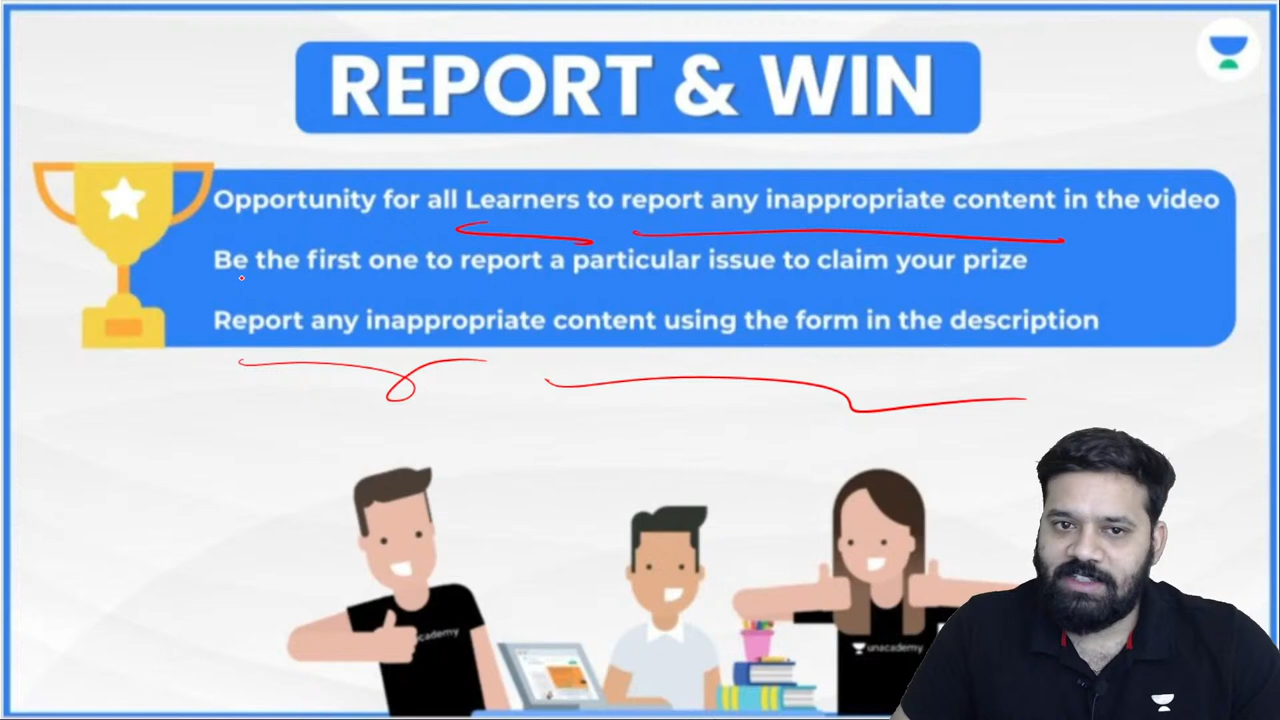 REPORT & WIN
Opportunity for all Learners to report any inappropriate content in the video
Be the first one to report a particular issue to claim your prize
Report any inappropriate content using the form in the description
unacademy